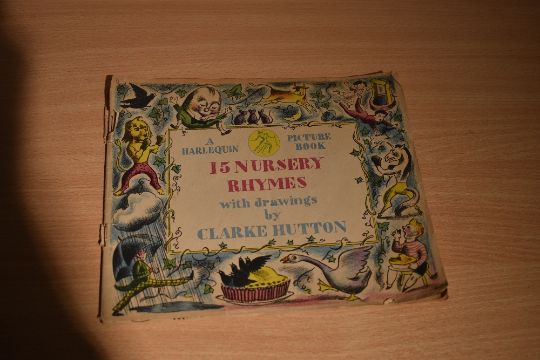 A HARLEQUIN PICTURE BOOK
15 NURSERY
RHYMES
with drawings
by
CLARKE HUTTON